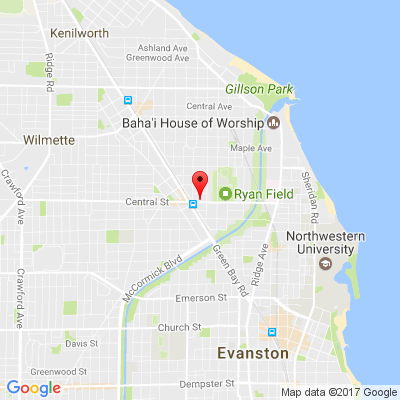 Kenilworth
Ashland Ave
Greenwood Ave
Ridge Rd
Gillson Park
Central Ave
Baha'i House of Worship
Wilmette
Maple Ave
Crawford Ave
Sheridan Rd
Ryan Field
Central St
Northwestern
University
McCormick Blvd
Green Bay Rd
Ridge Ave
Crawford Ave
Emerson St
Church St
Davis St
Evanston
Greenwood St
Dempster St
Google
Map data ©2017 Google